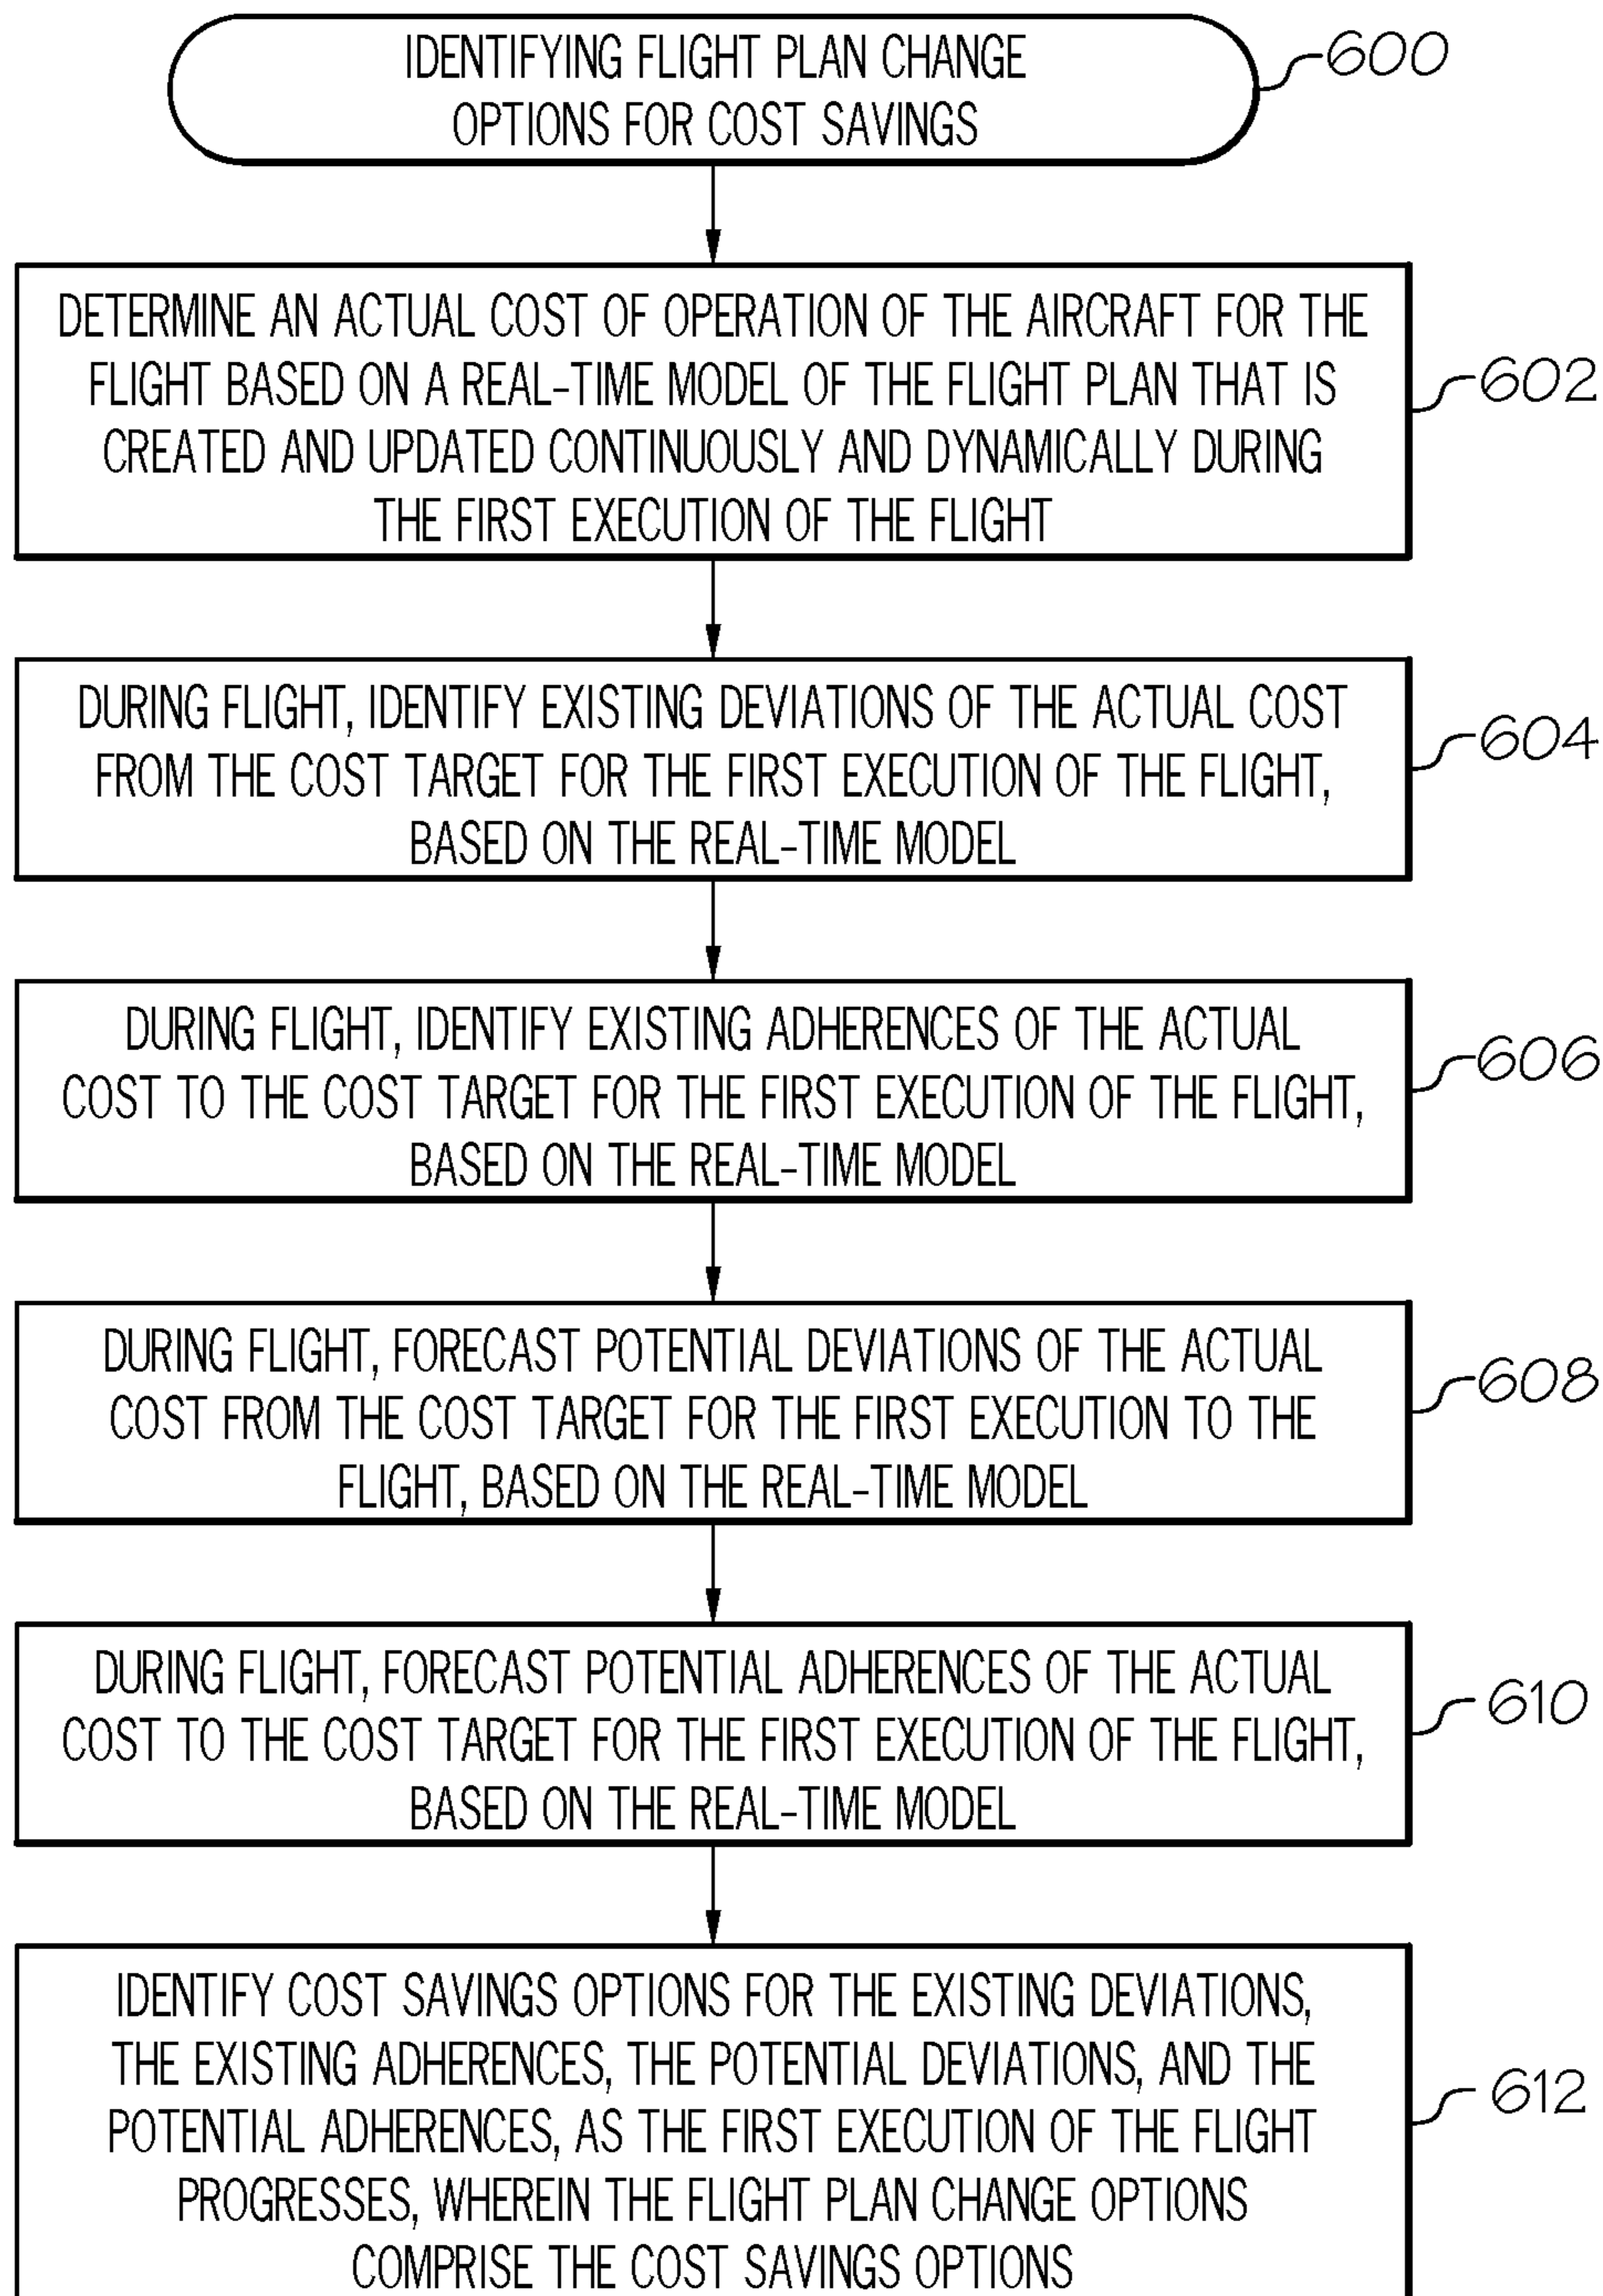 IDENTIFYING FLIGHT PLAN CHANGE
OPTIONS FOR COST SAVINGS
600
DETERMINE AN ACTUAL COST OF OPERATION OF THE AIRCRAFT FOR THE
FLIGHT BASED ON A REAL-TIME MODEL OF THE FLIGHT PLAN THAT IS
CREATED AND UPDATED CONTINUOUSLY AND DYNAMICALLY DURING
THE FIRST EXECUTION OF THE FLIGHT
602
DURING FLIGHT, IDENTIFY EXISTING DEVIATIONS OF THE ACTUAL COST
FROM THE COST TARGET FOR THE FIRST EXECUTION OF THE FLIGHT,
BASED ON THE REAL-TIME MODEL
604
DURING FLIGHT, IDENTIFY EXISTING ADHERENCES OF THE ACTUAL
COST TO THE COST TARGET FOR THE FIRST EXECUTION OF THE FLIGHT,
BASED ON THE REAL-TIME MODEL
606
DURING FLIGHT, FORECAST POTENTIAL DEVIATIONS OF THE ACTUAL
COST FROM THE COST TARGET FOR THE FIRST EXECUTION TO THE
FLIGHT, BASED ON THE REAL-TIME MODEL
608
DURING FLIGHT, FORECAST POTENTIAL ADHERENCES OF THE ACTUAL
COST TO THE COST TARGET FOR THE FIRST EXECUTION OF THE FLIGHT,
BASED ON THE REAL-TIME MODEL
610
IDENTIFY COST SAVINGS OPTIONS FOR THE EXISTING DEVIATIONS,
THE EXISTING ADHERENCES, THE POTENTIAL DEVIATIONS, AND THE
POTENTIAL ADHERENCES, AS THE FIRST EXECUTION OF THE FLIGHT
PROGRESSES, WHEREIN THE FLIGHT PLAN CHANGE OPTIONS
COMPRISE THE COST SAVINGS OPTIONS
612